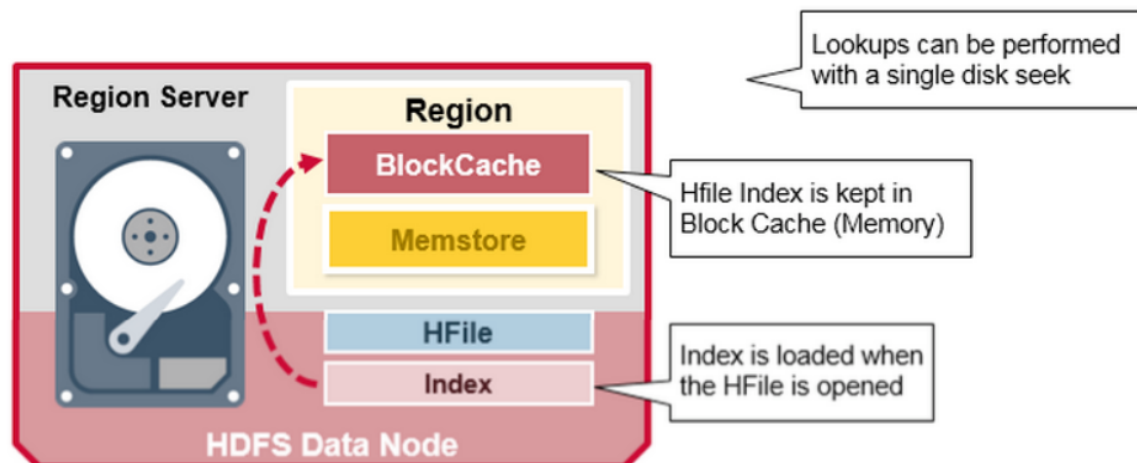 Lookups can be performed
with a single disk seek
Region Server
Region
BlockCache
Hfile Index is kept in
Block Cache (Memory)
Memstore
HFile
Index is loaded when
the HFile is opened
Index
HDFS Data Node